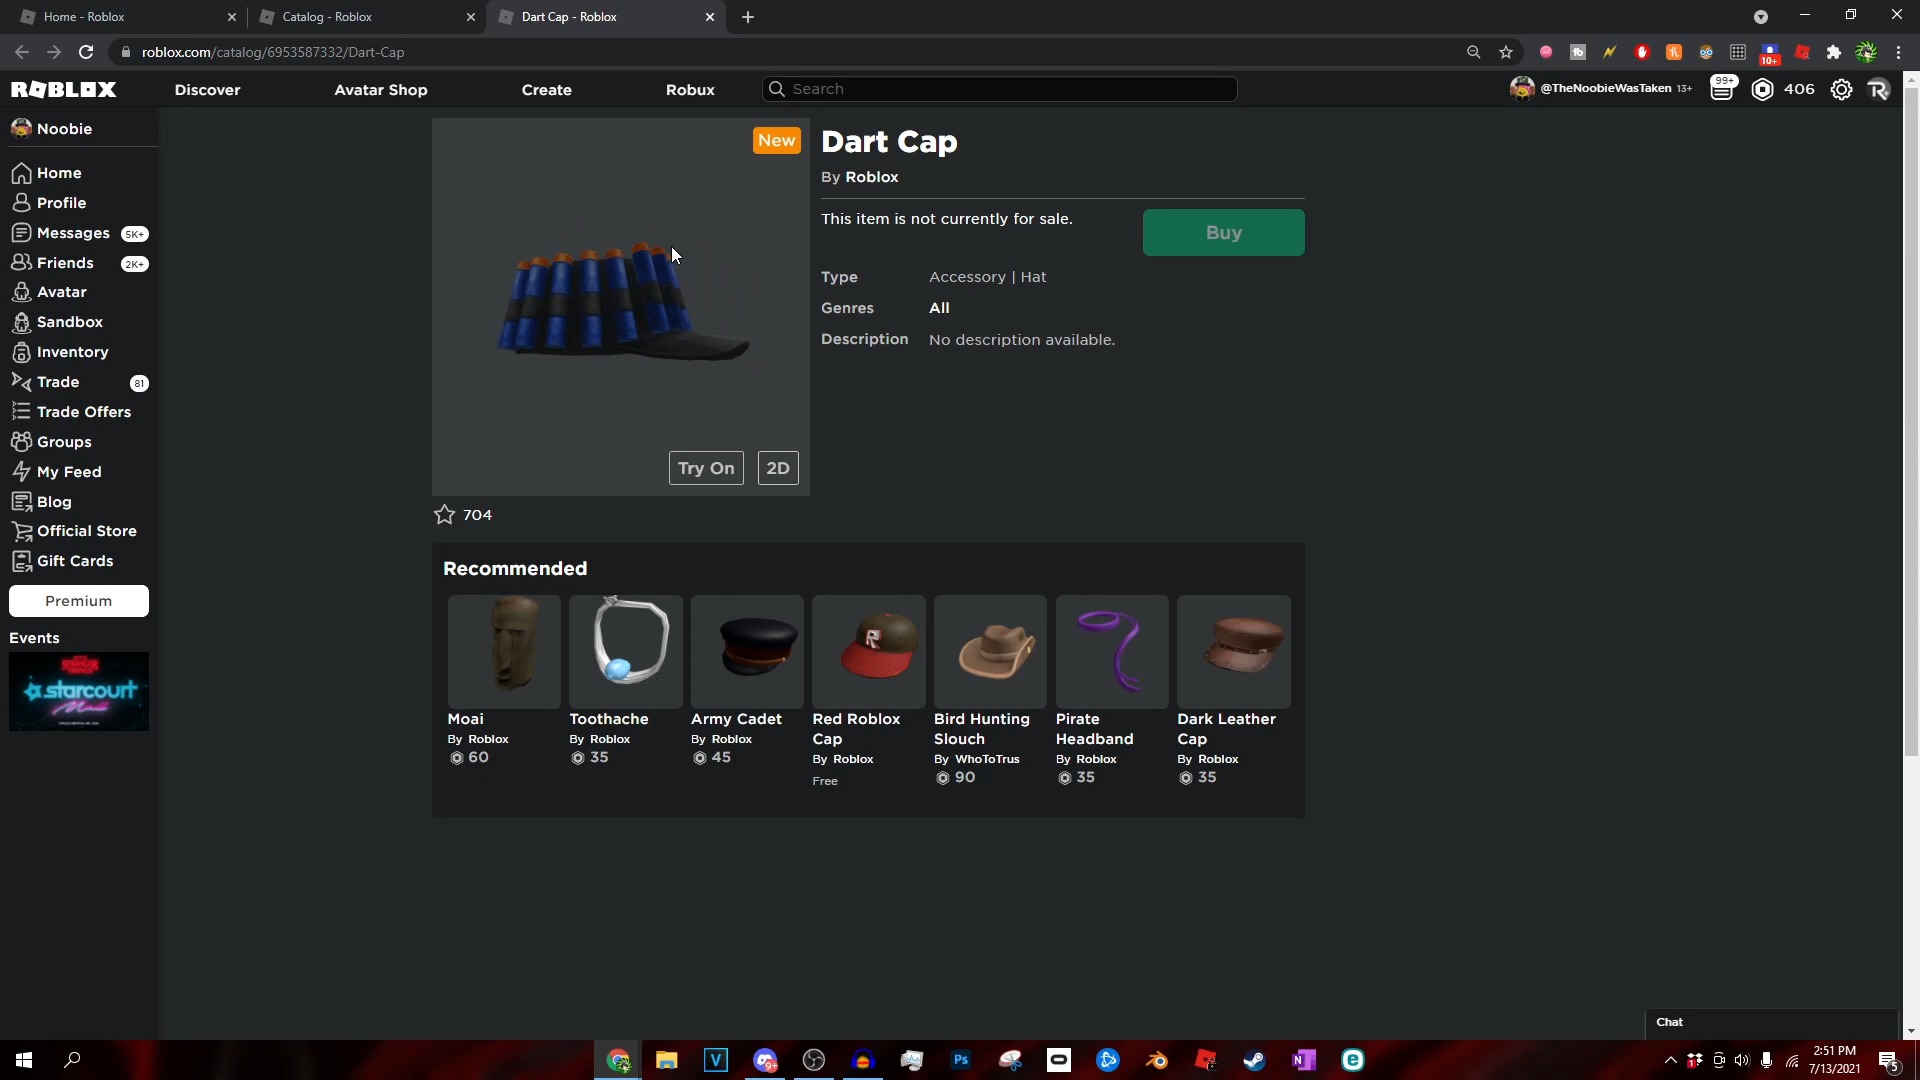 Home - Roblox
Catalog - Roblox
Dart Cap - Roblox
roblox.com/catalog/6953587332/Dart-Cap
10+
ROBLOX
Discover
Avatar Shop
Create
Robux
Search
@TheNoobieWasTaken 13+
99+
406
Noobie
Home
Profile
Messages 5K+
Friends 2K+
Avatar
Sandbox
Inventory
Trade 81
Trade Offers
Groups
My Feed
Blog
Official Store
Gift Cards
Premium
Events
STRANGER THINGS
starcourt
New
Try On
2D
704
Dart Cap
By Roblox
This item is not currently for sale.
Buy
Type Accessory | Hat
Genres All
Description No description available.
Recommended
Moai
By Roblox
60
Toothache
By Roblox
35
Army Cadet
By Roblox
45
Red Roblox
Cap
By Roblox
Free
Bird Hunting
Slouch
By WhoToTrus
90
Pirate
Headband
By Roblox
35
Dark Leather
Cap
By Roblox
35
Chat
2:51 PM
7/13/2021
5